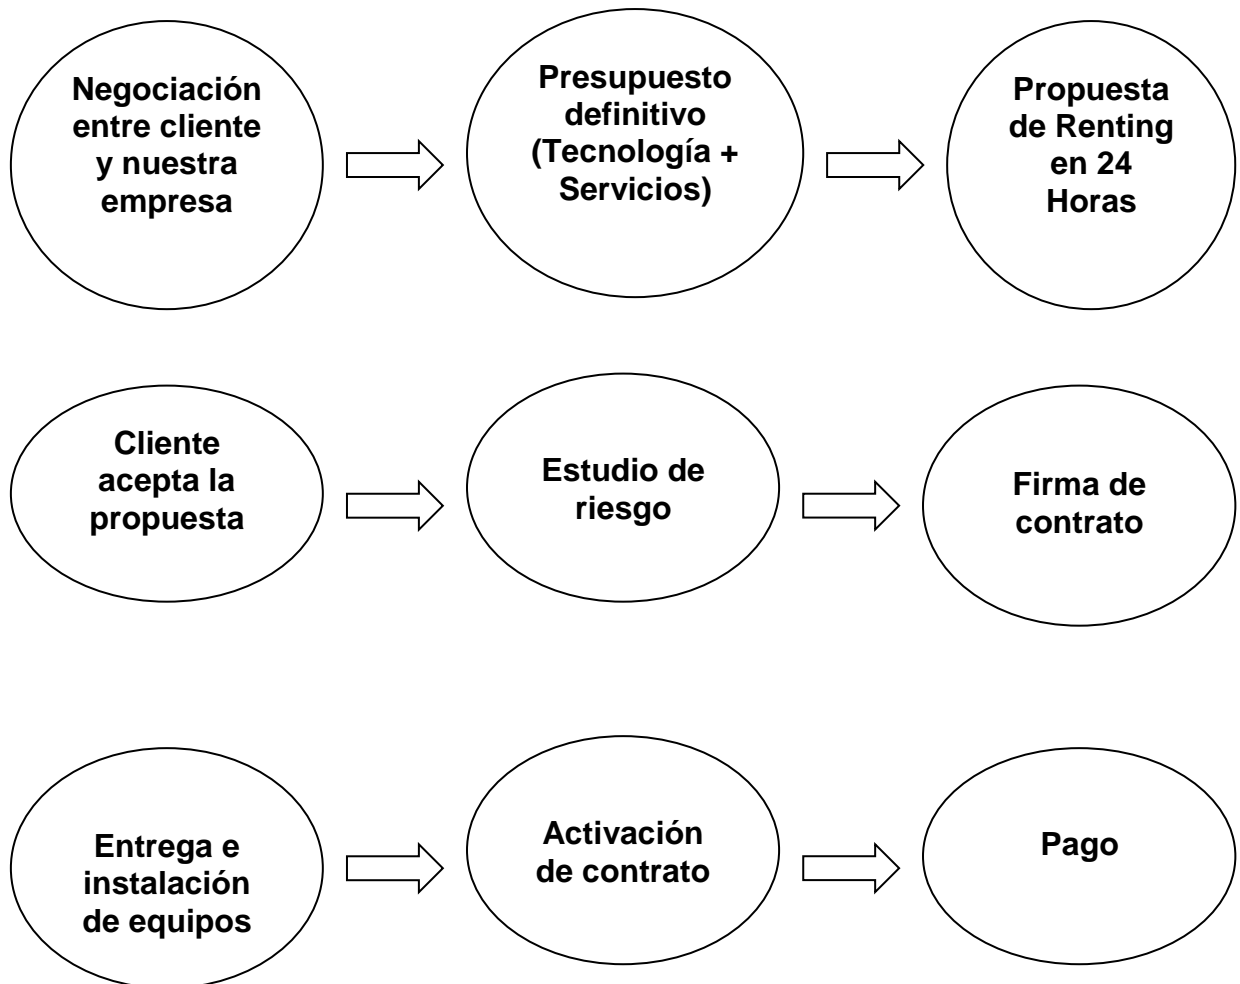 Negociación
entre cliente
y nuestra
empresa
Presupuesto
definitivo
(Tecnología +
Servicios)
Propuesta
de Renting
en 24
Horas
Cliente
acepta la
propuesta
Estudio de
riesgo
Firma de
contrato
Entrega e
instalación
de equipos
Activación
de contrato
Pago